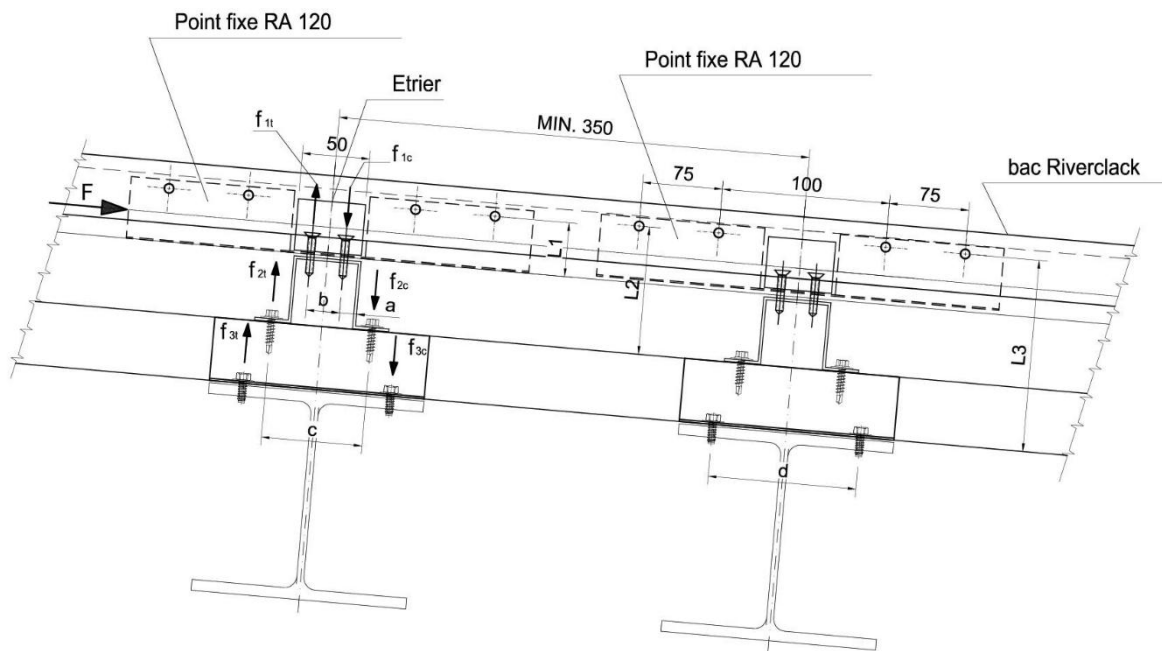 Point fixe RA 120
Point fixe RA 120
Etrier
MIN. 350
f1t
50
f1c
bac Riverclack
75
100
75
F
L1
L2
f2t
f2c
b
a
f3t
f3c
L3
c
d